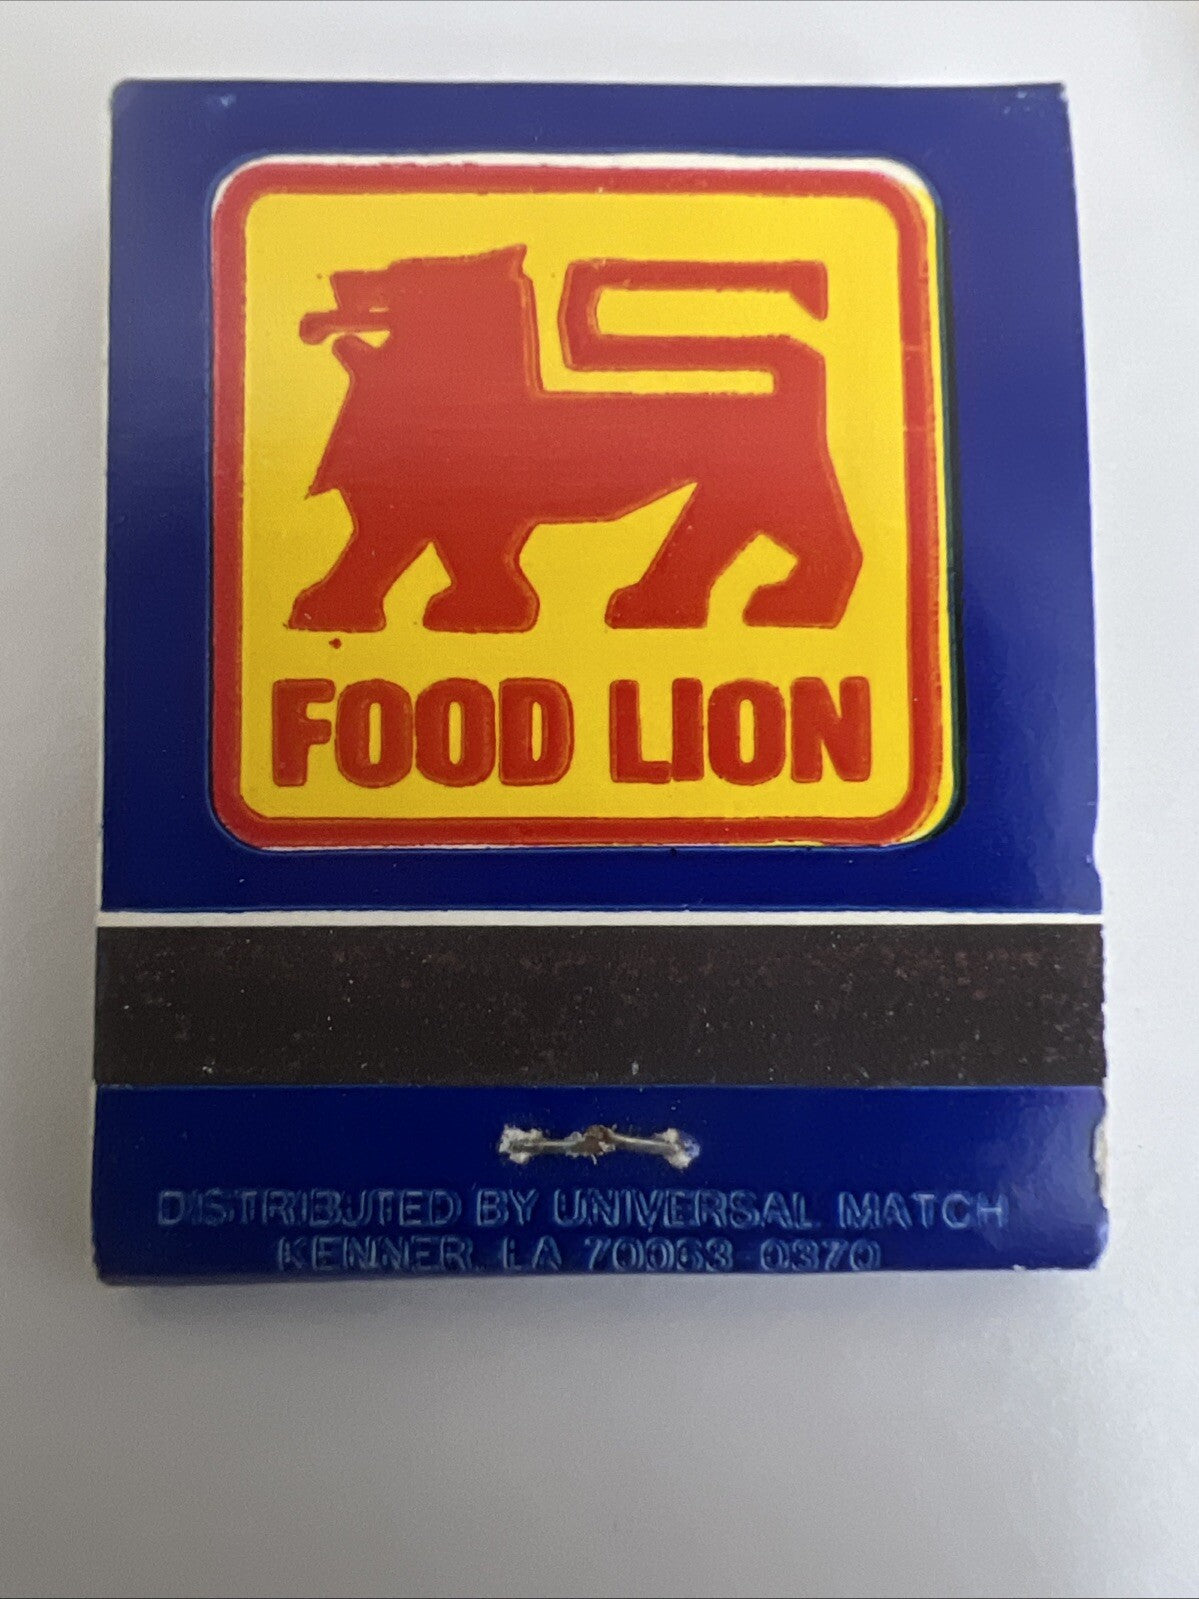 FOOD LION
DISTRIBUTED BY UNIVERSAL MATCH
KENNER, LA 70063-0370